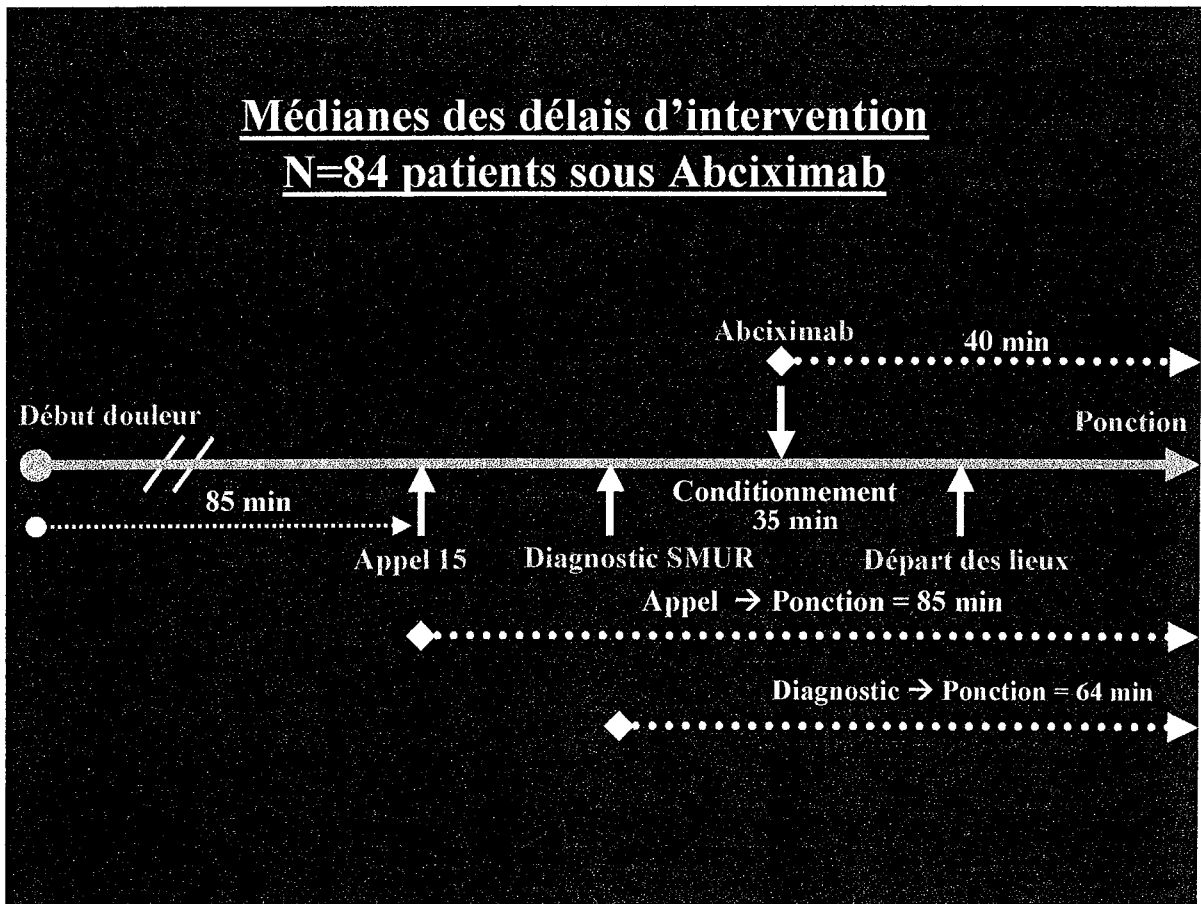 Médianes des délais d'intervention
N=84 patients sous Abciximab
Abciximab
40 min
Début douleur
Ponction
85 min
Conditionnement
35 min
Appel 15
Diagnostic SMUR
Départ des lieux
Appel → Ponction = 85 min
Diagnostic → Ponction = 64 min